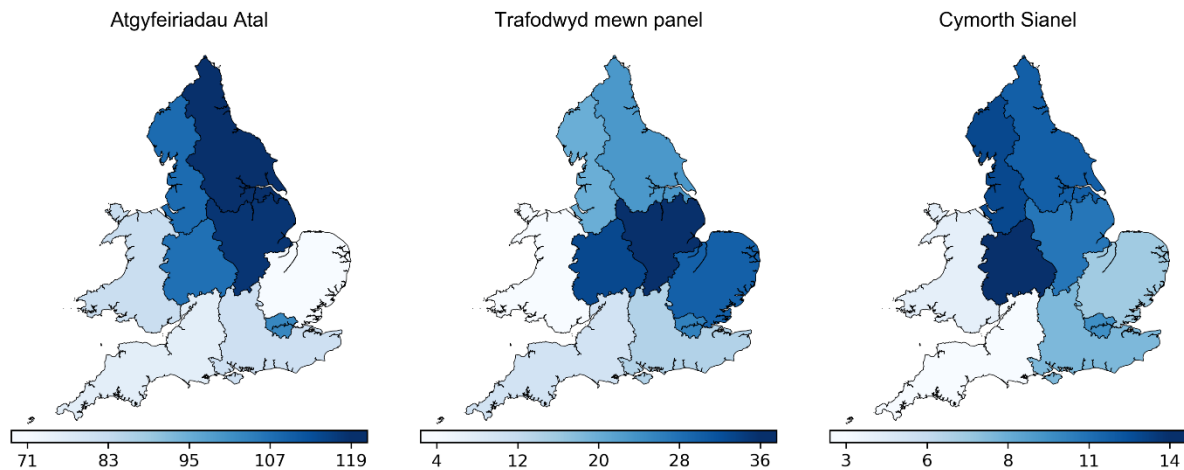 Atgyfeiriadau Atal
Trafodwyd mewn panel
Cymorth Sianel
71 83 95 107 119
4 12 20 28 36
3 6 8 11 14